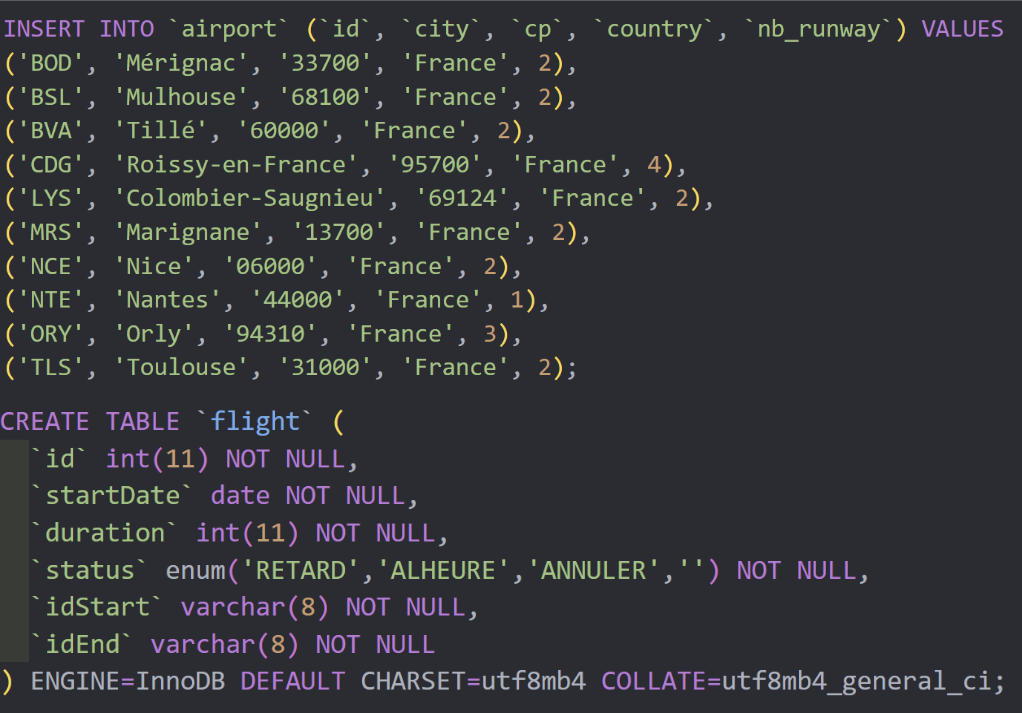 INSERT INTO `airport` (`id`, `city`, `cp`, `country`, `nb_runway`) VALUES
('BOD', 'Mérignac', '33700', 'France', 2),
('BSL', 'Mulhouse', '68100', 'France', 2),
('BVA', 'Tillé', '60000', 'France', 2),
('CDG', 'Roissy-en-France', '95700', 'France', 4),
('LYS', 'Colombier-Saugnieu', '69124', 'France', 2),
('MRS', 'Marignane', '13700', 'France', 2),
('NCE', 'Nice', '06000', 'France', 2),
('NTE', 'Nantes', '44000', 'France', 1),
('ORY', 'Orly', '94310', 'France', 3),
('TLS', 'Toulouse', '31000', 'France', 2);
CREATE TABLE `flight` (
  `id` int(11) NOT NULL,
  `startDate` date NOT NULL,
  `duration` int(11) NOT NULL,
  `status` enum('RETARD','ALHEURE','ANNULER','') NOT NULL,
  `idStart` varchar(8) NOT NULL,
  `idEnd` varchar(8) NOT NULL
) ENGINE=InnoDB DEFAULT CHARSET=utf8mb4 COLLATE=utf8mb4_general_ci;